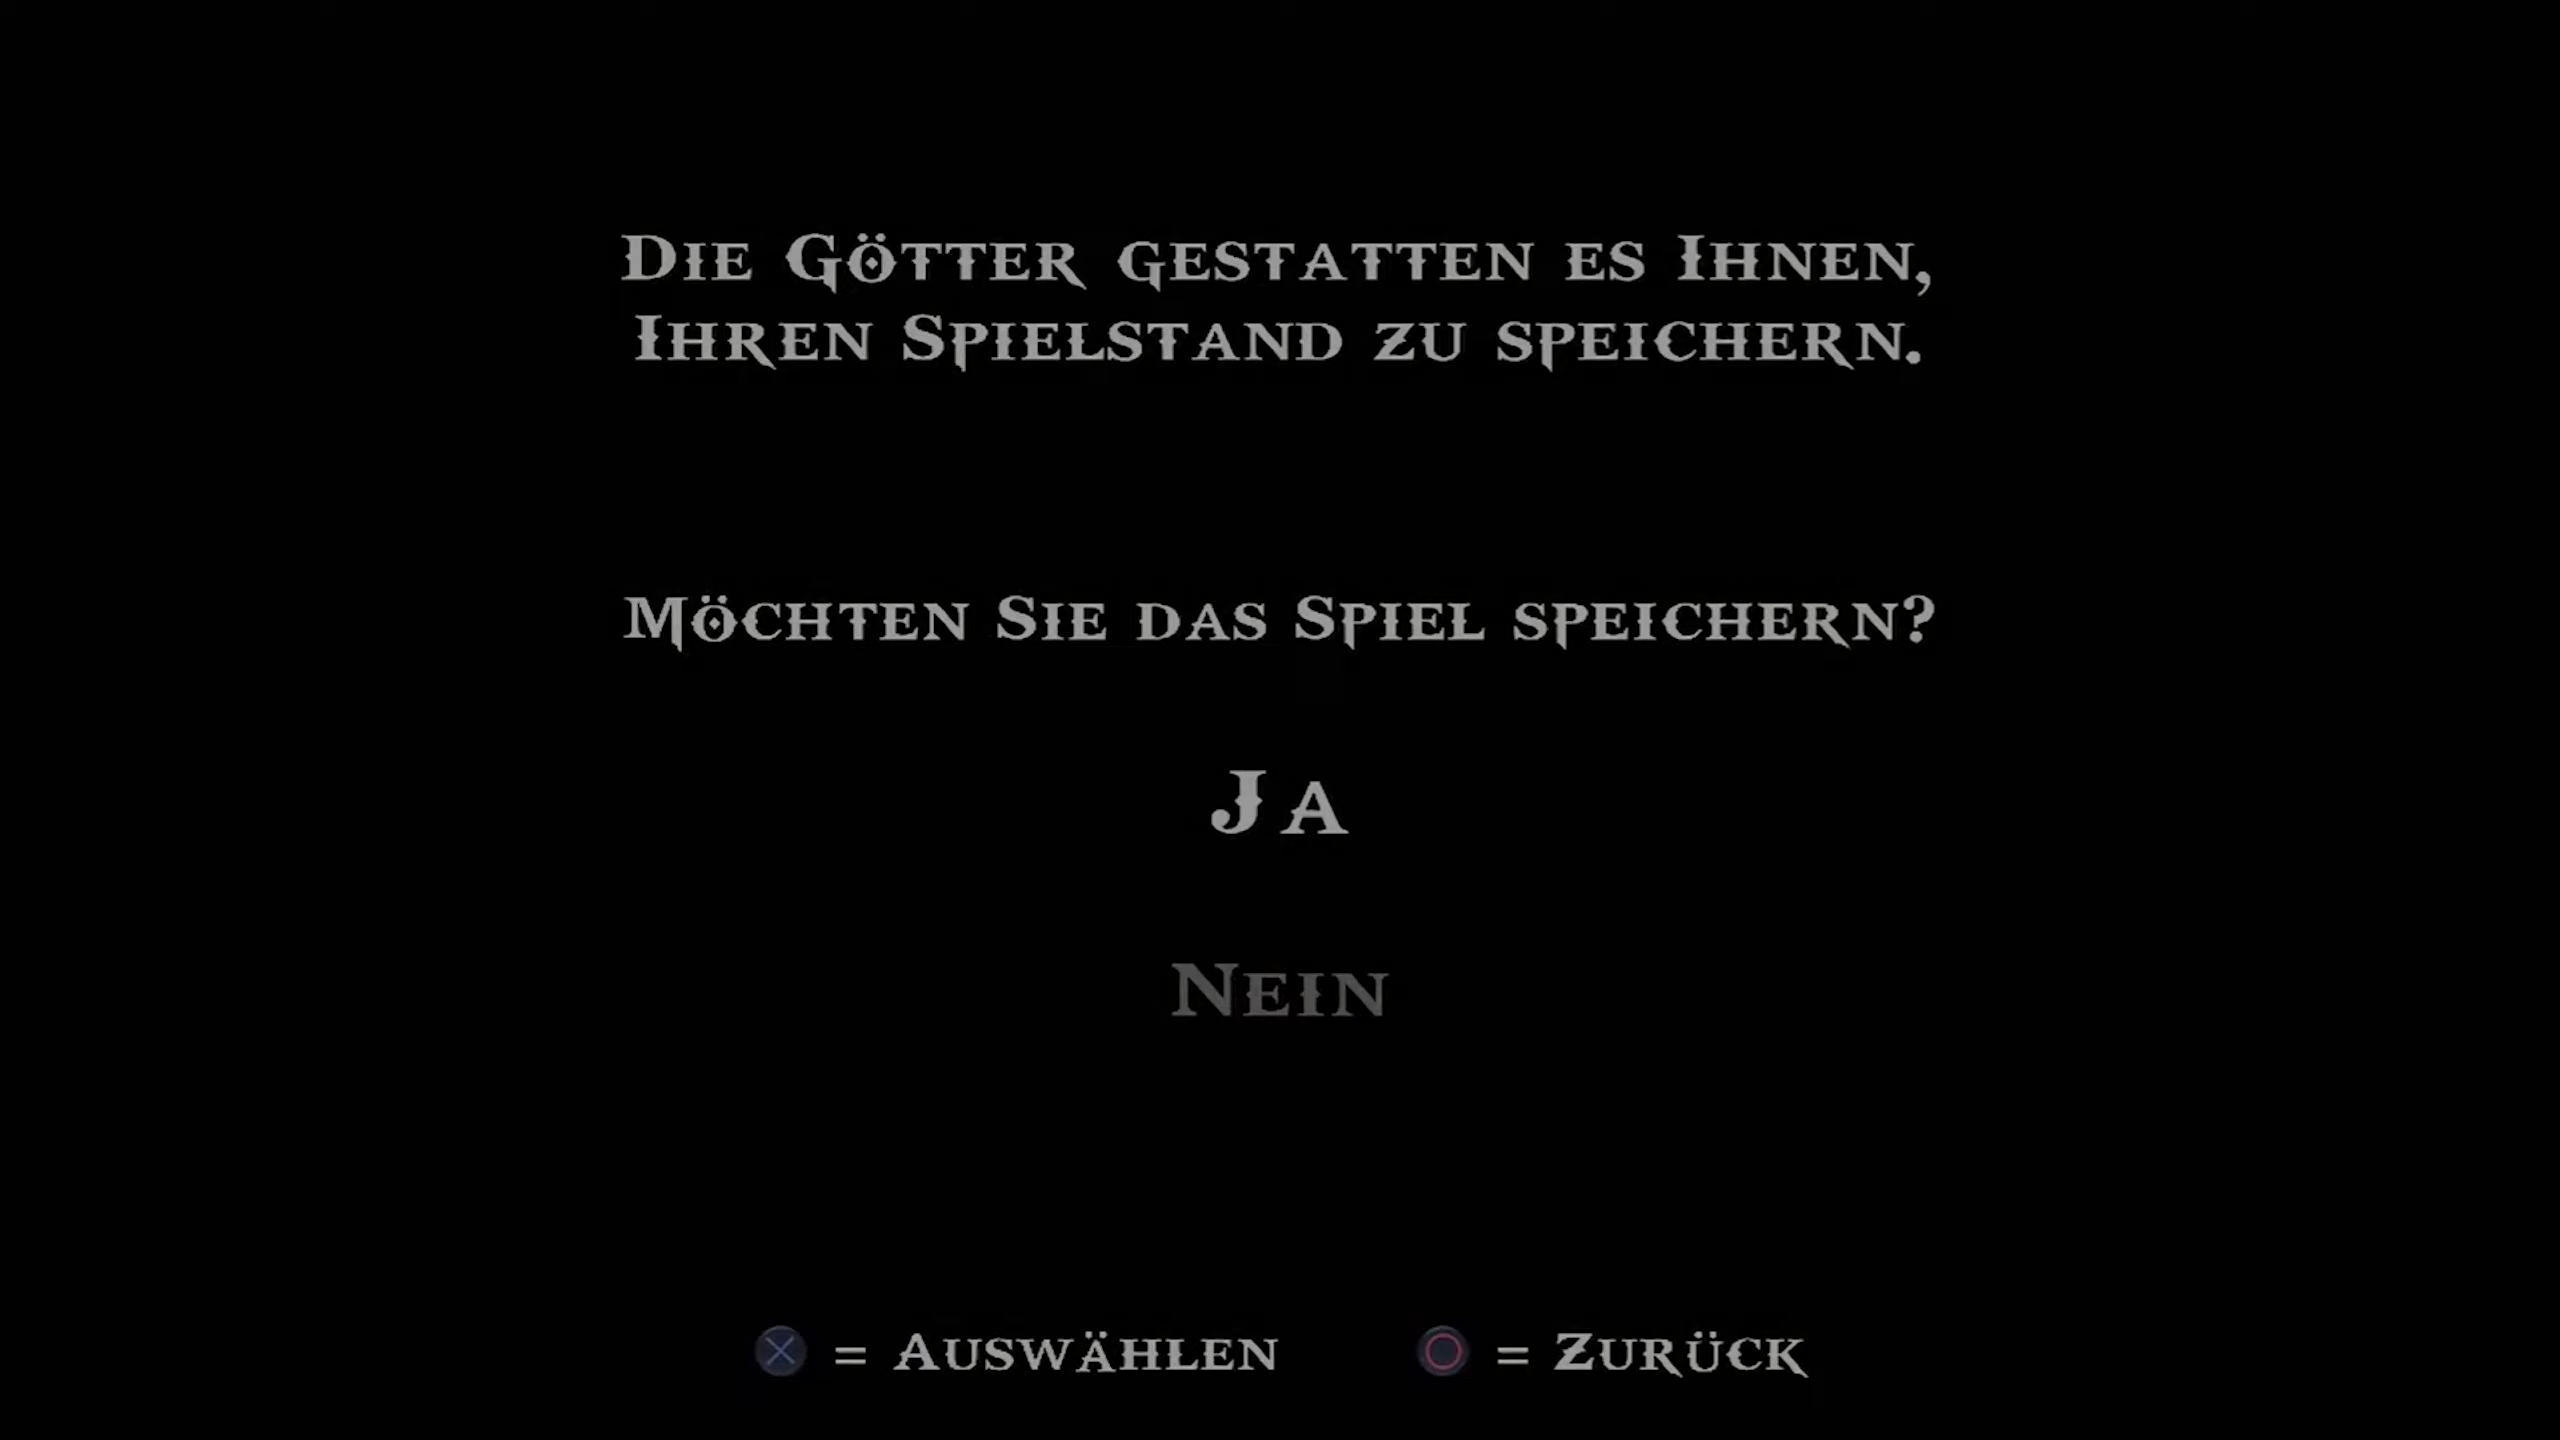 Die Götter gestatten es Ihnen,
Ihren Spielstand zu speichern.
Möchten Sie das Spiel speichern?
Ja
Nein
= Auswählen = Zurück